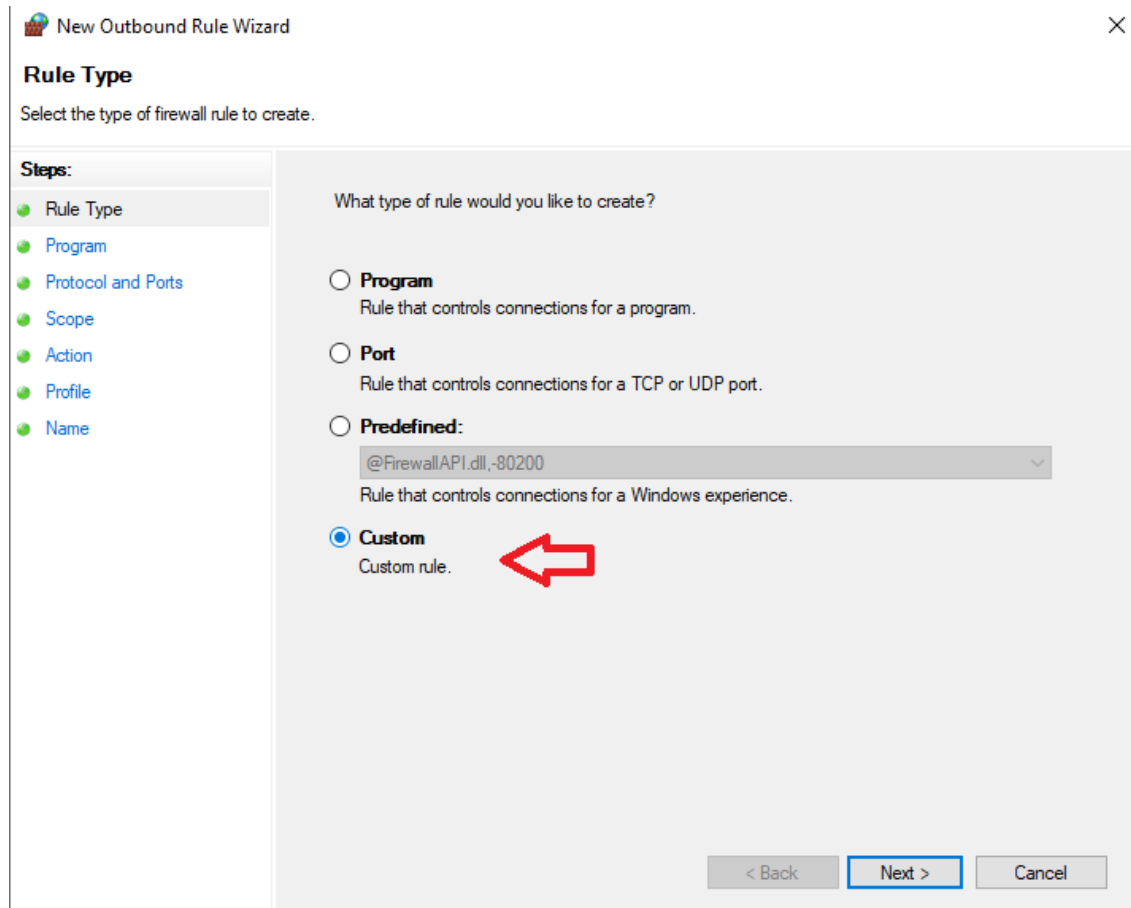 New Outbound Rule Wizard
Rule Type
Select the type of firewall rule to create.
Steps:
Rule Type
Program
Protocol and Ports
Scope
Action
Profile
Name
What type of rule would you like to create?
Program
Rule that controls connections for a program.
Port
Rule that controls connections for a TCP or UDP port.
Predefined:
@FirewallAPI.dll,-80200
Rule that controls connections for a Windows experience.
Custom
Custom rule.
< Back Next > Cancel